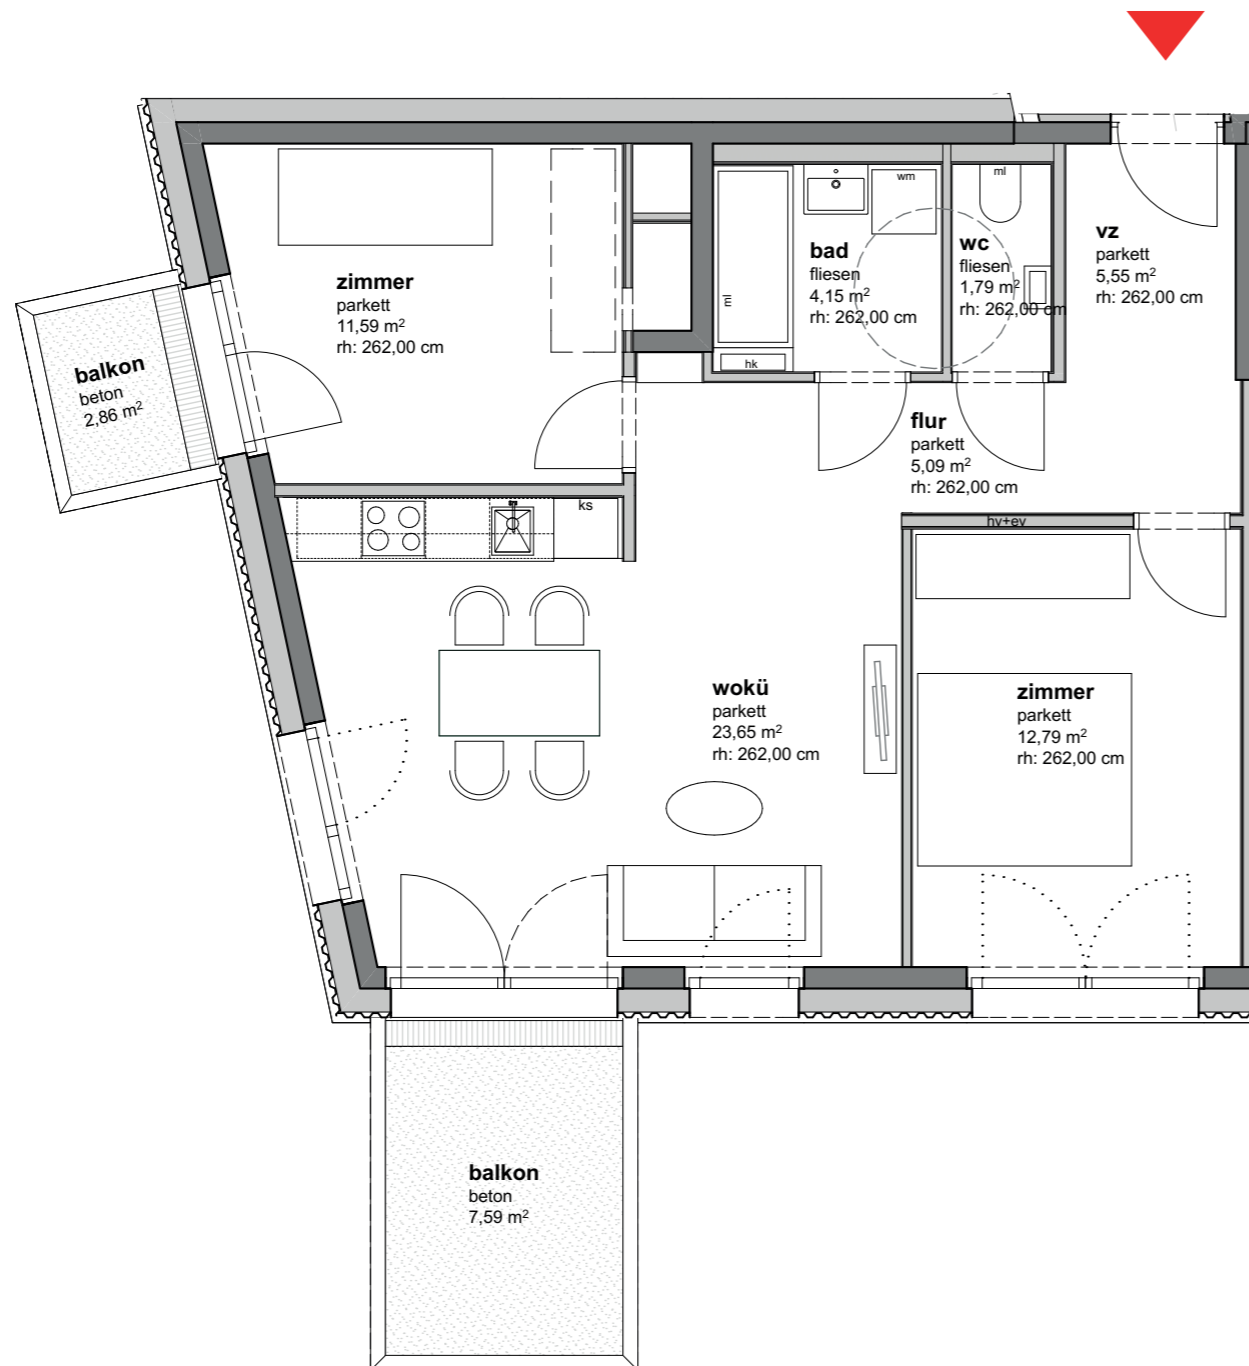 zimmer
parkett
11,59 m²
rh: 262,00 cm
balkon
beton
2,86 m²
bad
fliesen
4,15 m²
rh: 262,00 cm
ml
hk
wm
ml
wc
fliesen
1,79 m²
rh: 262,00 cm
vz
parkett
5,55 m²
rh: 262,00 cm
flur
parkett
5,09 m²
rh: 262,00 cm
ks
hv+ev
wokü
parkett
23,65 m²
rh: 262,00 cm
zimmer
parkett
12,79 m²
rh: 262,00 cm
balkon
beton
7,59 m²